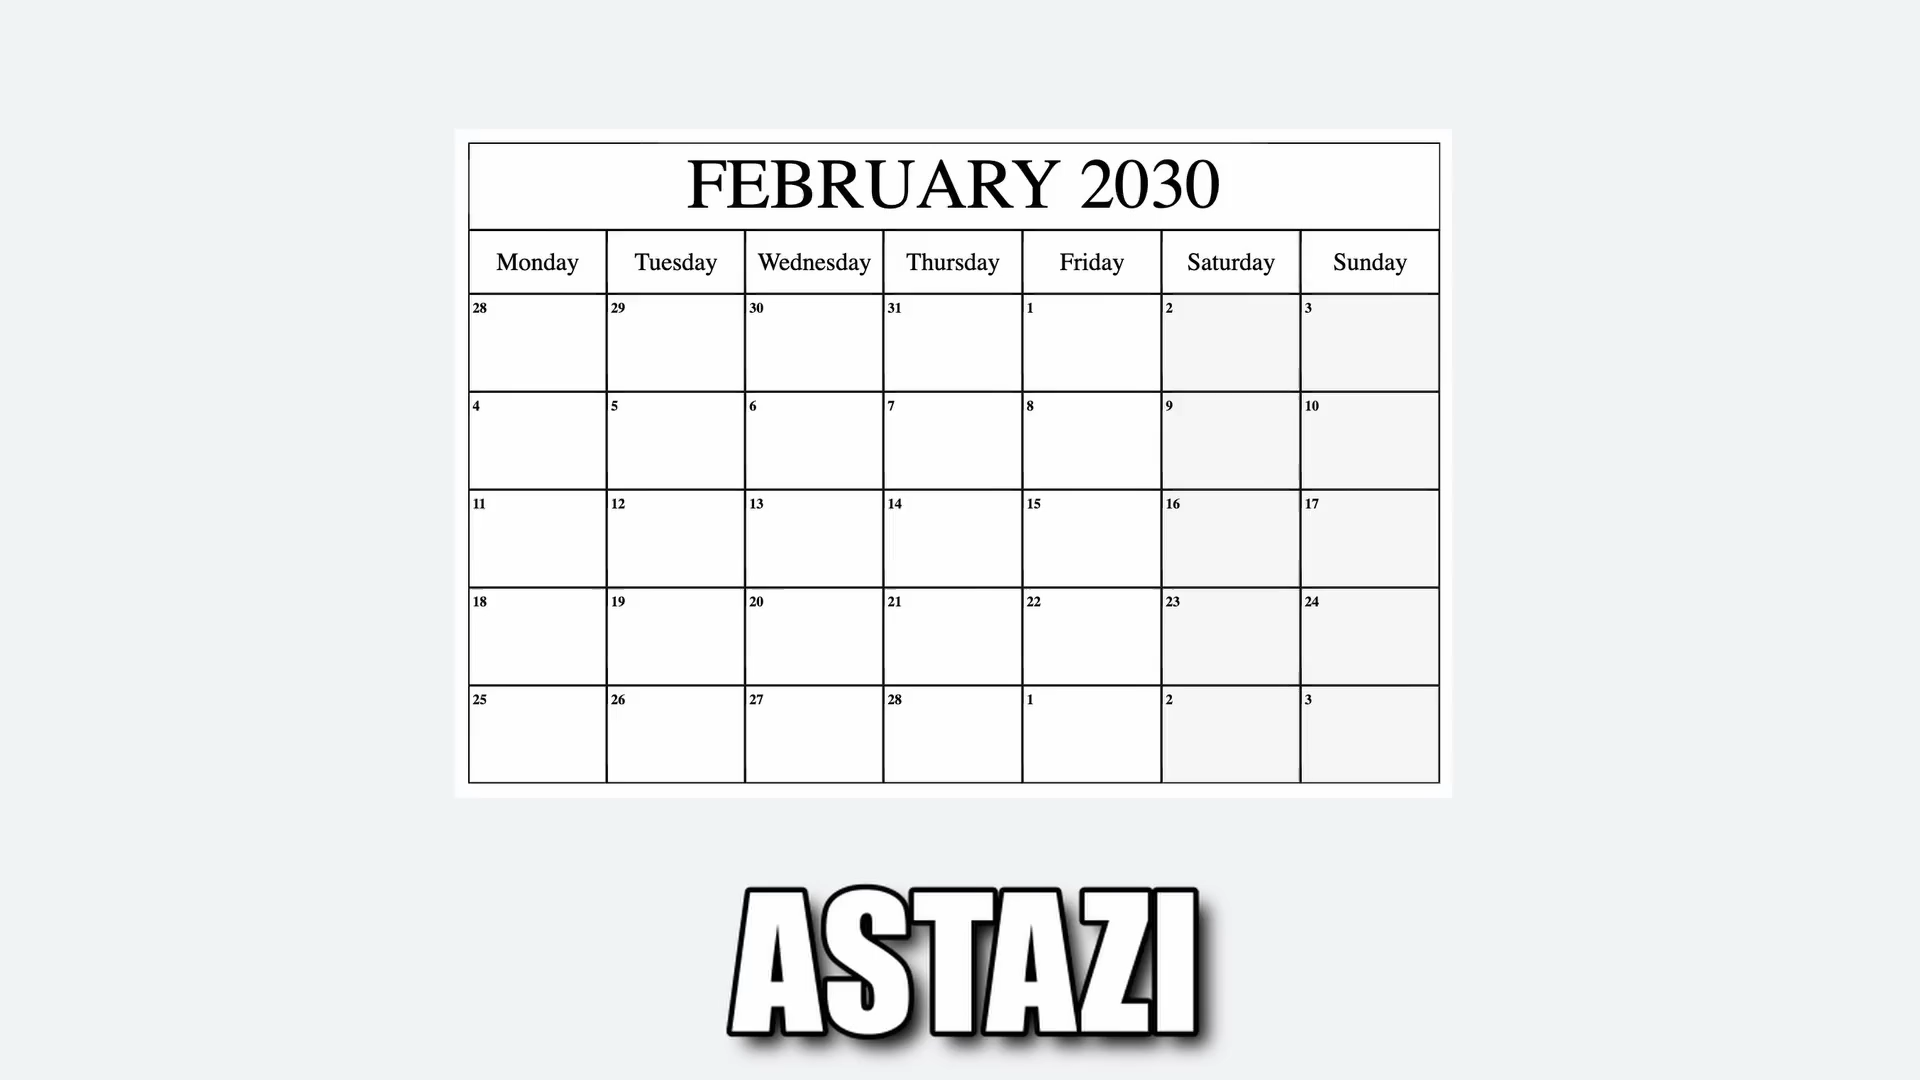 FEBRUARY 2030
Monday Tuesday Wednesday Thursday Friday Saturday Sunday
28 29 30 31 1 2 3
4 5 6 7 8 9 10
11 12 13 14 15 16 17
18 19 20 21 22 23 24
25 26 27 28 1 2 3
ASTAZI